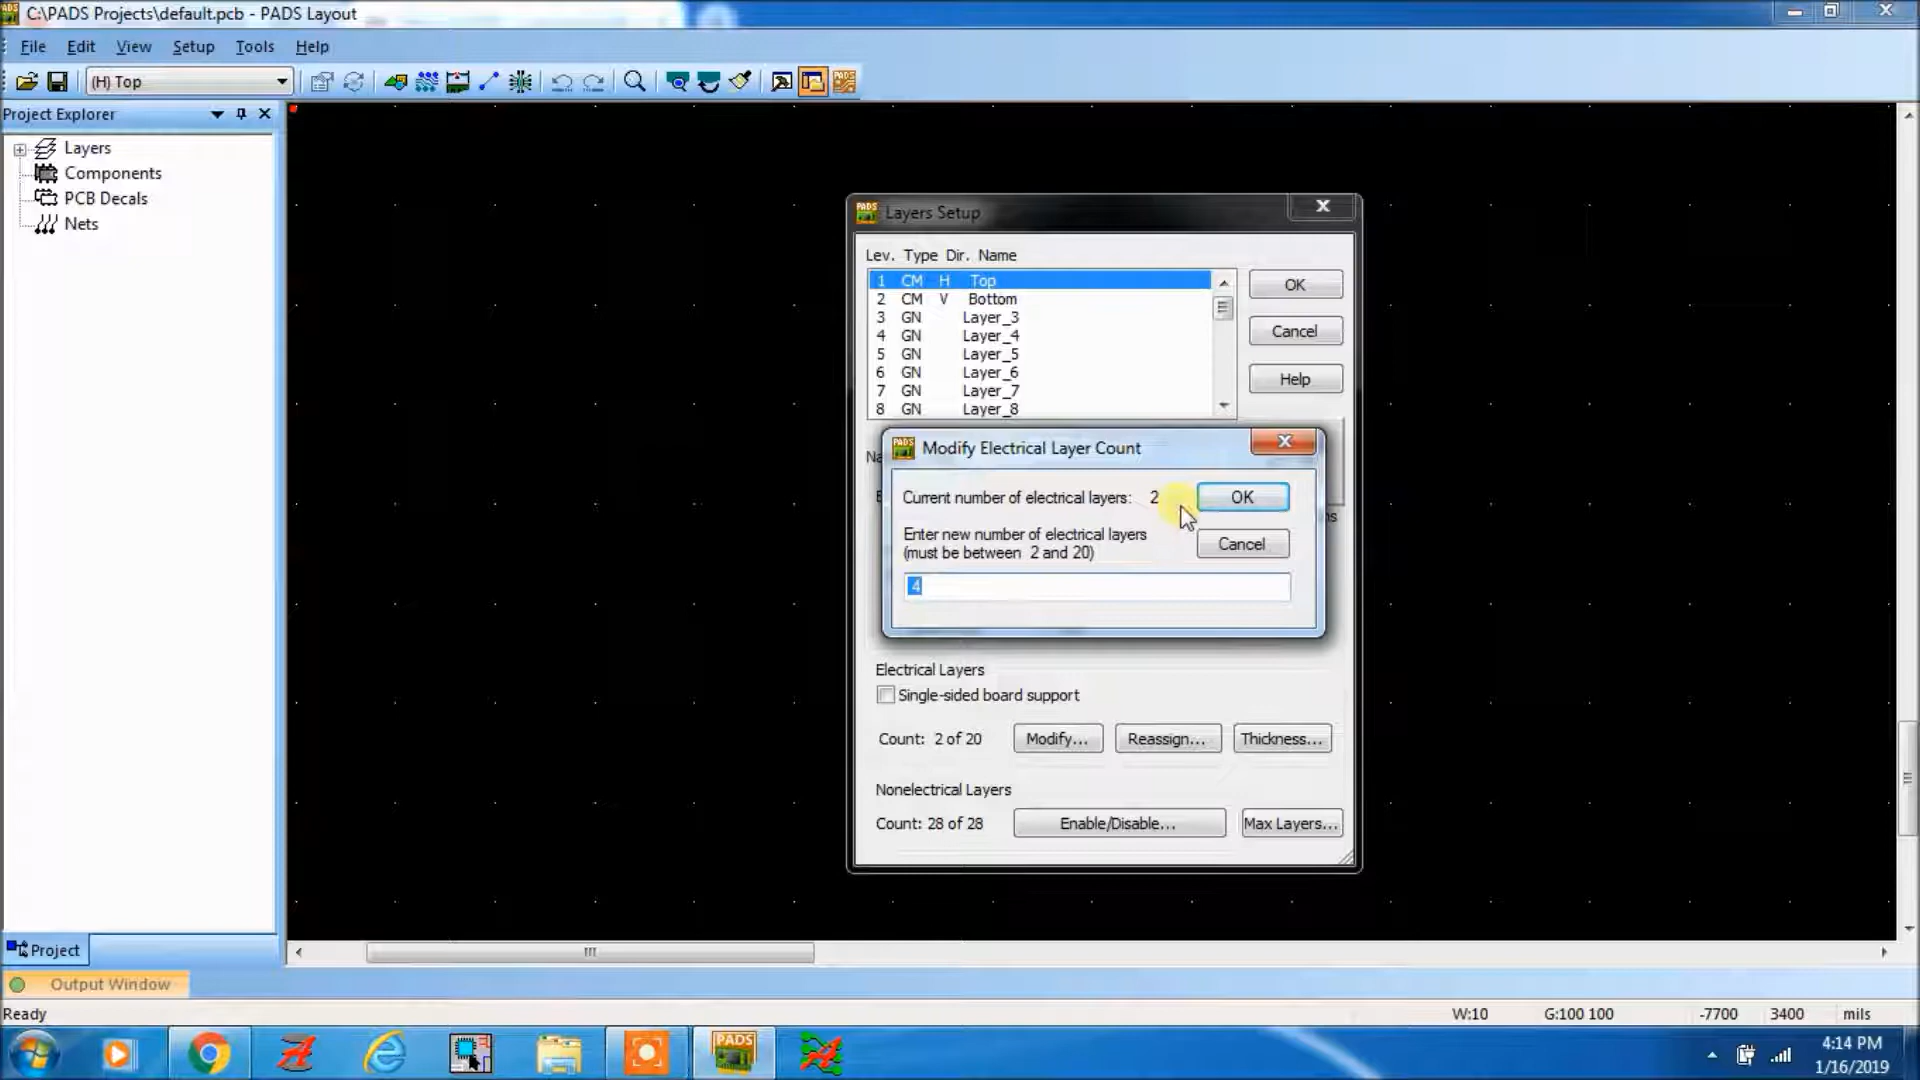 C:\PADS Projects\default.pcb - PADS Layout
File Edit View Setup Tools Help
(H) Top
Project Explorer
Layers
Components
PCB Decals
Nets
Layers Setup
Lev. Type Dir. Name
1 CM H Top
2 CM V Bottom
3 GN Layer_3
4 GN Layer_4
5 GN Layer_5
6 GN Layer_6
7 GN Layer_7
8 GN Layer_8
OK
Cancel
Help
Modify Electrical Layer Count
Current number of electrical layers: 2
OK
Enter new number of electrical layers
(must be between 2 and 20)
Cancel
4
Electrical Layers
Single-sided board support
Count: 2 of 20 Modify... Reassign... Thickness...
Nonelectrical Layers
Count: 28 of 28 Enable/Disable... Max Layers...
Project
Output Window
Ready
W:10 G:100 100 -7700 3400 mils
PADS
4:14 PM
1/16/2019